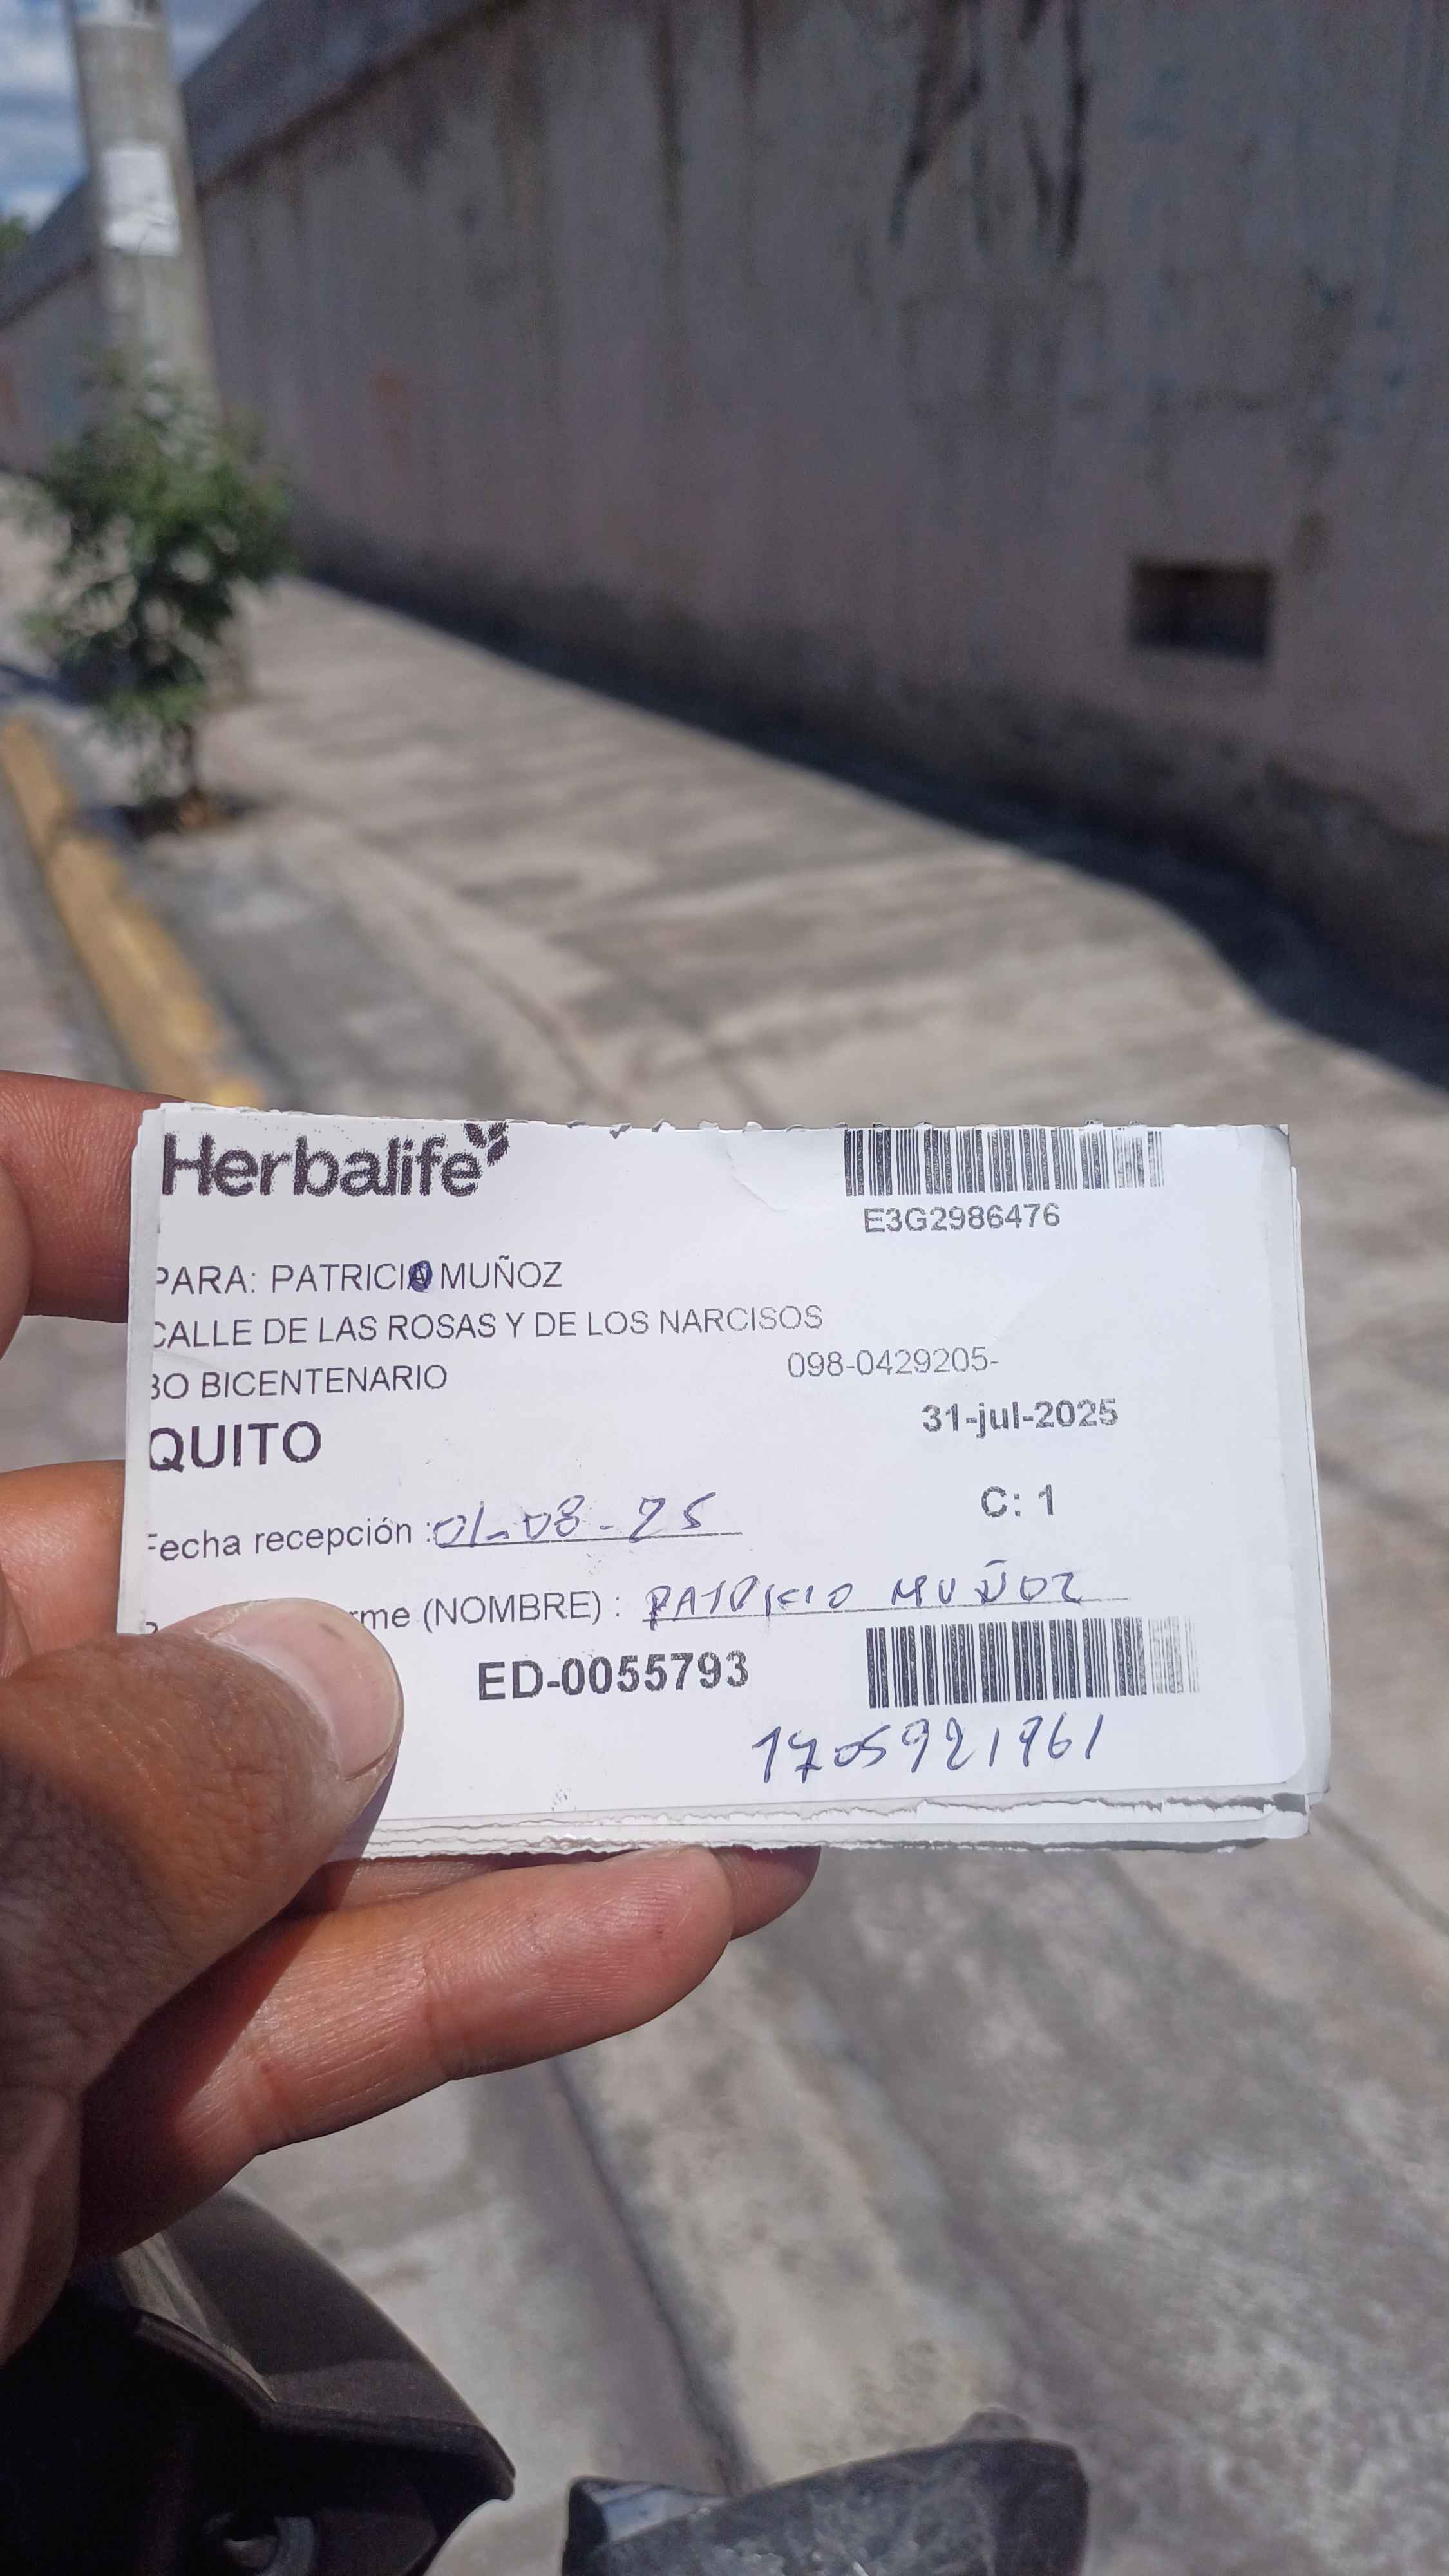 Herbalife
E3G2986476
PARA: PATRICIO MUÑOZ
CALLE DE LAS ROSAS Y DE LOS NARCISOS
BO BICENTENARIO
098-0429205-
31-jul-2025
QUITO
C: 1
Fecha recepción : 01-08-25
rme (NOMBRE) : PATRICIO MUÑOZ
ED-0055793
1705921961